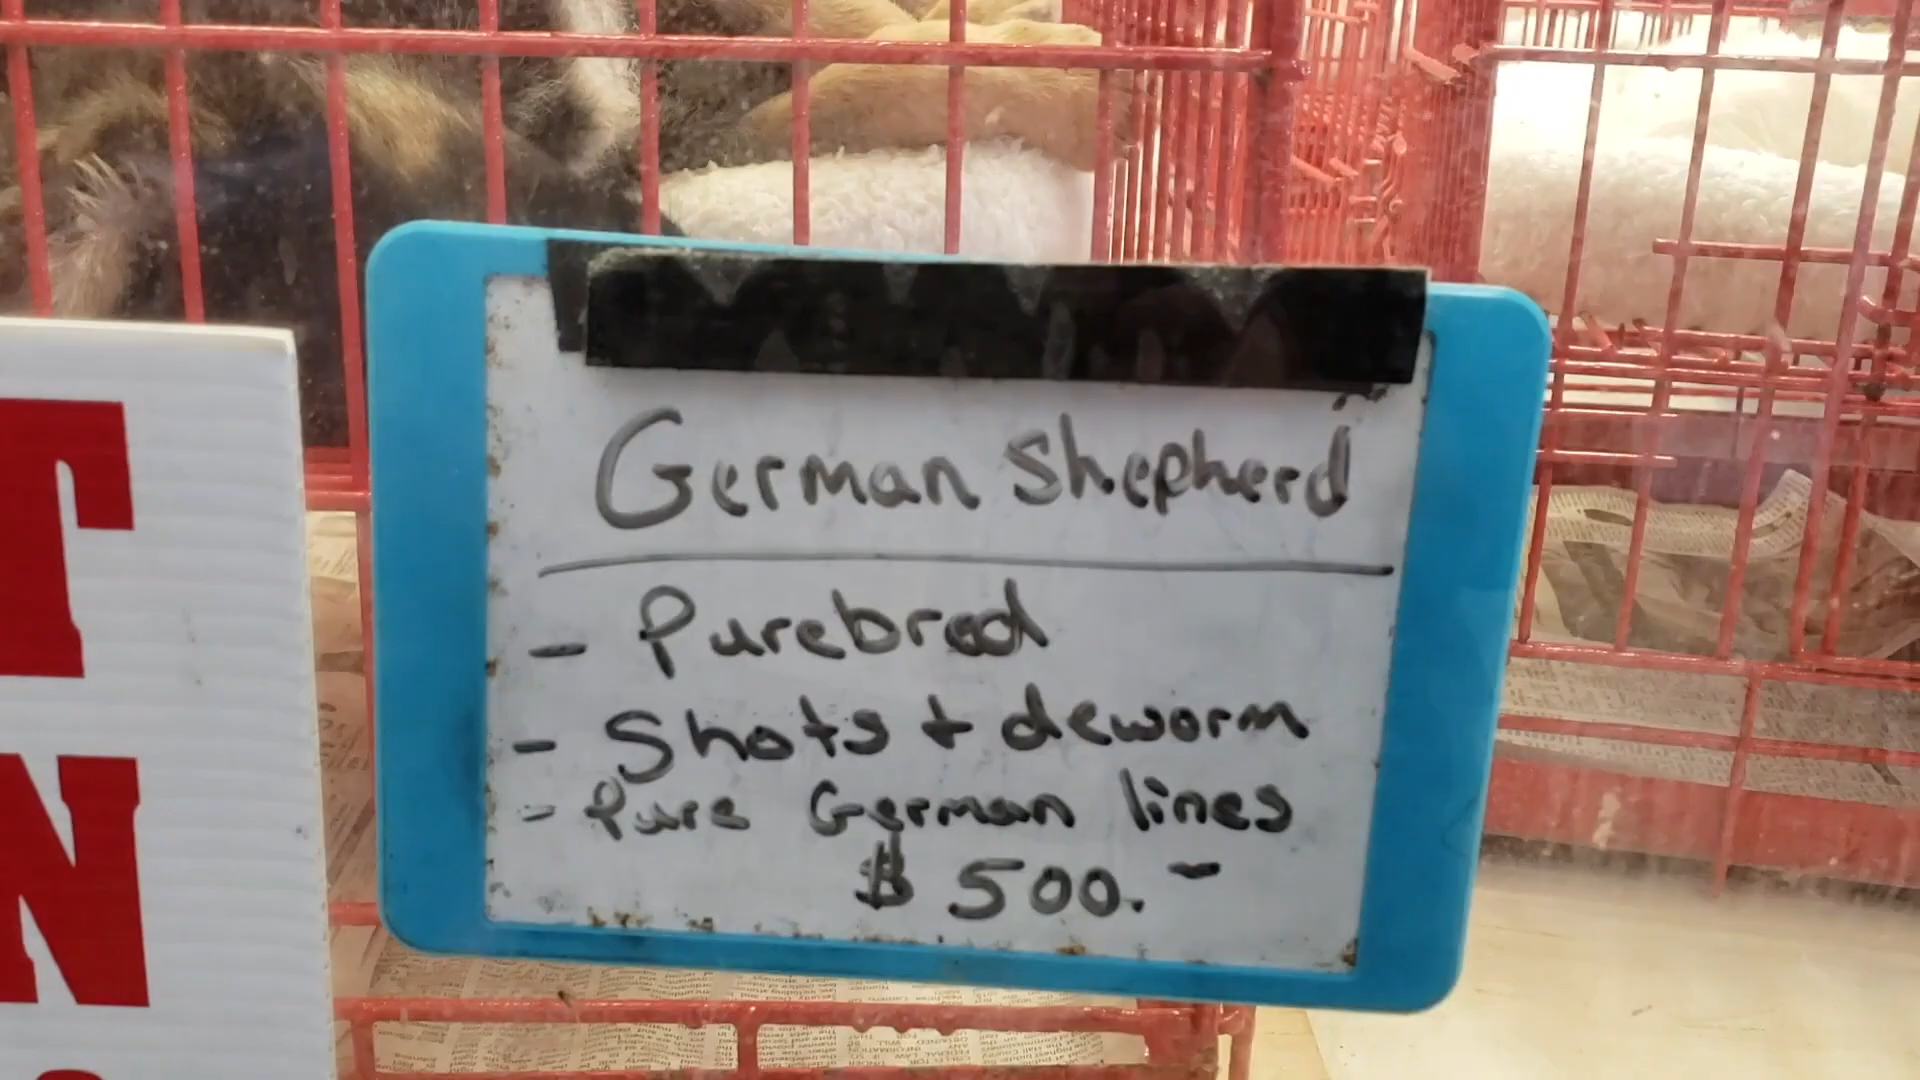 German Shepherd
- Purebred
- Shots + deworm
- Pure German lines
$500.-
T
N